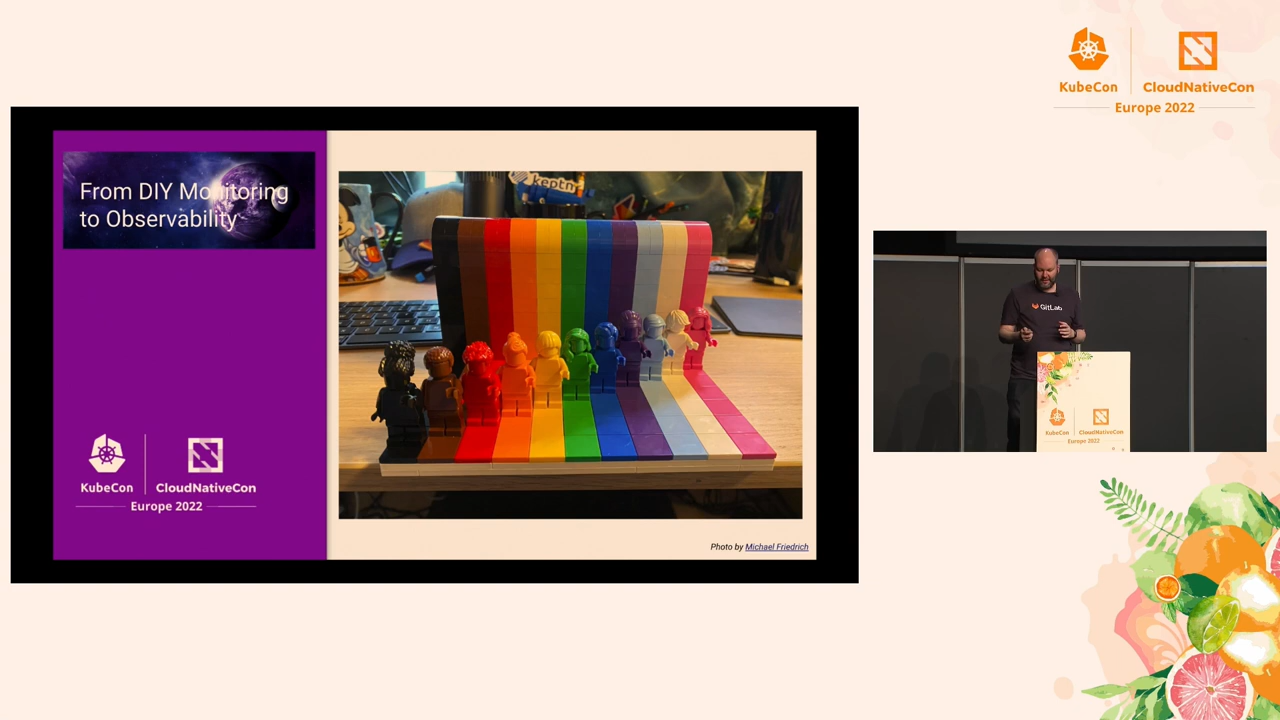 From DIY Monitoring
to Observability
KubeCon
CloudNativeCon
Europe 2022
keptn
Photo by Michael Friedrich
KubeCon
CloudNativeCon
Europe 2022
GitLab
KubeCon
CloudNativeCon
Europe 2022